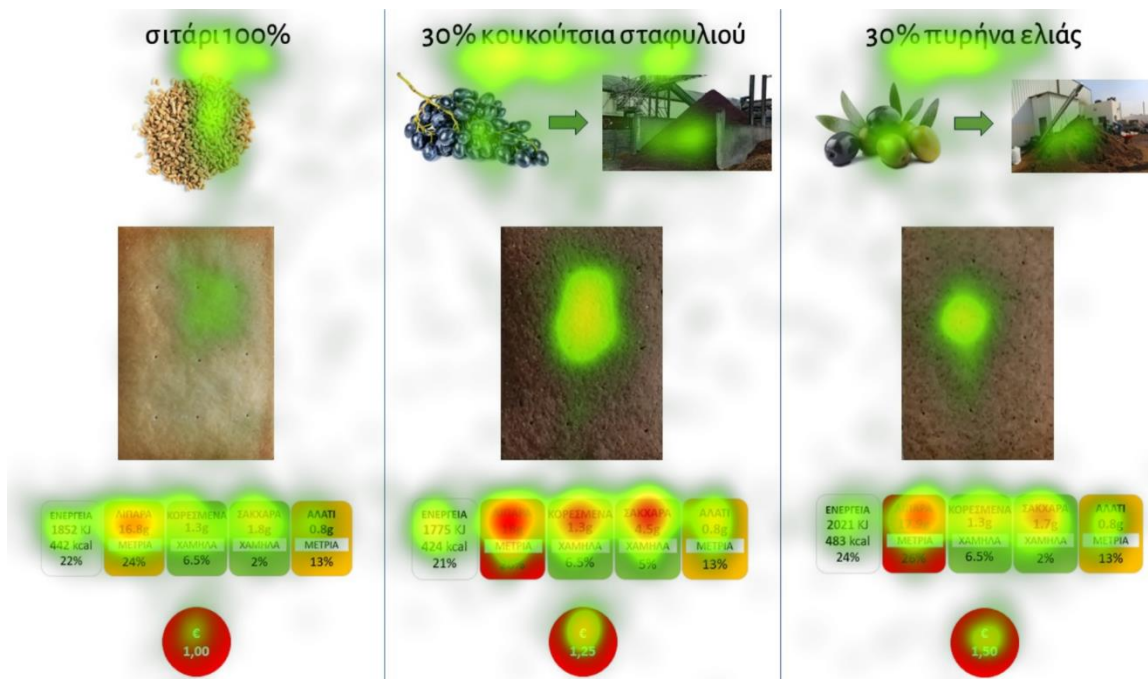 σιτάρι 100%
30% κουκούτσια σταφυλιού
30% πυρήνα ελιάς
ΕΝΕΡΓΕΙΑ
1852 KJ
442 kcal
22%
ΛΙΠΑΡΑ
16.8g
ΜΕΤΡΙΑ
24%
ΚΟΡΕΣΜΕΝΑ
1.3g
ΧΑΜΗΛΑ
6.5%
ΣΑΚΧΑΡΑ
1.8g
ΧΑΜΗΛΑ
2%
ΑΛΑΤΙ
0.8g
ΜΕΤΡΙΑ
13%
ΕΝΕΡΓΕΙΑ
1775 KJ
424 kcal
21%
ΜΕΤΡΙΑ
ΚΟΡΕΣΜΕΝΑ
1.3g
ΧΑΜΗΛΑ
6.5%
ΣΑΚΧΑΡΑ
4.5g
ΧΑΜΗΛΑ
5%
ΑΛΑΤΙ
0.8g
ΜΕΤΡΙΑ
13%
ΕΝΕΡΓΕΙΑ
2021 KJ
483 kcal
24%
ΜΕΤΡΙΑ
26%
ΚΟΡΕΣΜΕΝΑ
1.3g
ΧΑΜΗΛΑ
6.5%
ΣΑΚΧΑΡΑ
1.7g
ΧΑΜΗΛΑ
2%
ΑΛΑΤΙ
0.8g
ΜΕΤΡΙΑ
13%
€
1,00
€
1,25
€
1,50